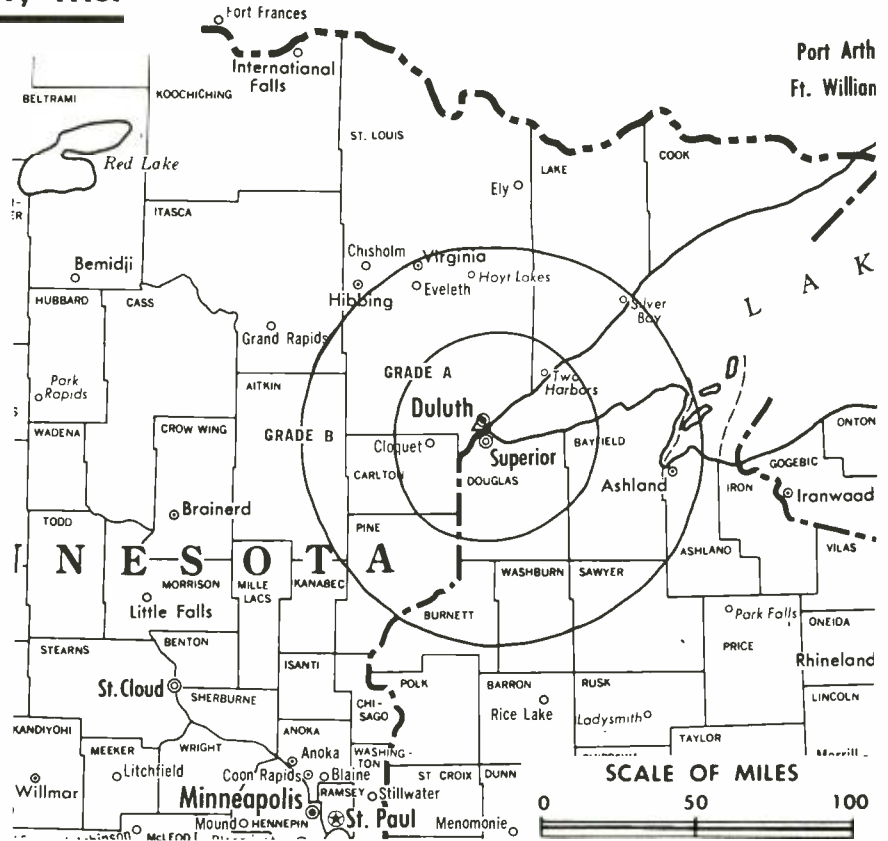 Fort Frances
International
Falls
Port Arth
Ft. William
BELTRAMI
KOOCHICHING
ST. LOUIS
LAKE
COOK
Red Lake
Ely
ITASCA
Bemidji
Chisholm
Virginia
Hoyt Lakes
Eveleth
Hibbing
HUBBARD
CASS
Silver
Bay
L A K
Grand Rapids
GRADE A
Two
Harbors
Park
Rapids
AITKIN
Duluth
CROW WING
GRADE B
WADENA
Cloquet
Superior
BAYFIELD
ONTON
CARLTON
DOUGLAS
Ashland
GOGEBIC
IRON
Iranwaad
Brainerd
TODD
PINE
NESOTA
ASHLANO
VILAS
MORRISON
MILLE
LACS
KANABEC
WASHBURN
SAWYER
Little Falls
BURNETT
Park Falls
ONEIDA
STEARNS
BENTON
PRICE
ISANTI
Rhineland
St. Cloud
SHERBURNE
POLK
BARRON
RUSK
CHI-
SAGO
Rice Lake
Ladysmith
LINCOLN
KANDIYOHI
ANOKA
TAYLOR
MEEKER
WRIGHT
Anoka
WASHING-
TON
Merrill
Litchfield
Coon Rapids
Blaine
ST CROIX
DUNN
SCALE OF MILES
Willmar
RAMSEY
Stillwater
Minneapolis
0 50 100
St. Paul
Mound
HENNEPIN
Menomonie
McLEOD